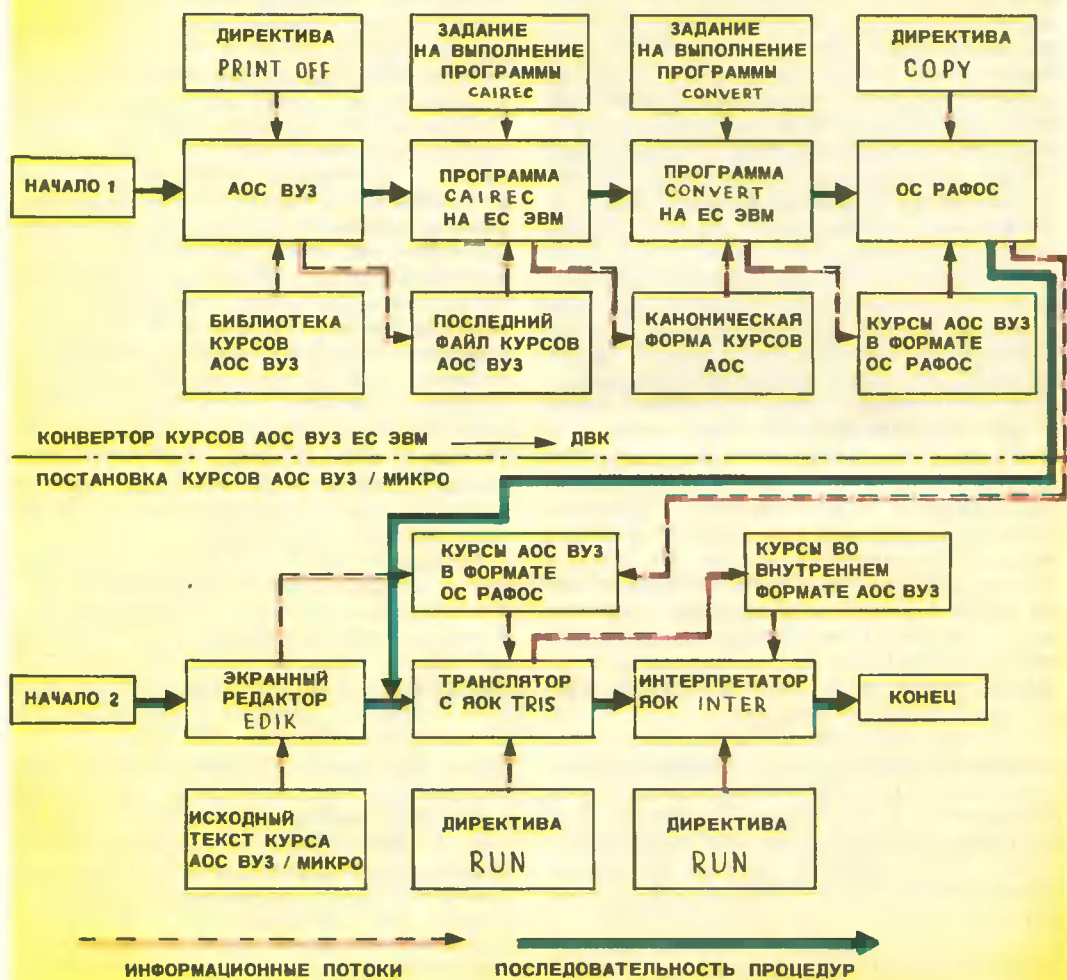 ДИРЕКТИВА
PRINT OFF
ЗАДАНИЕ
НА ВЫПОЛНЕНИЕ
ПРОГРАММЫ
CAIREC
ЗАДАНИЕ
НА ВЫПОЛНЕНИЕ
ПРОГРАММЫ
CONVERT
ДИРЕКТИВА
COPY
НАЧАЛО 1
АОС ВУЗ
ПРОГРАММА
CAIREC
НА ЕС ЭВМ
ПРОГРАММА
CONVERT
НА ЕС ЭВМ
ОС РАФОС
БИБЛИОТЕКА
КУРСОВ
АОС ВУЗ
ПОСЛЕДНИЙ
ФАЙЛ КУРСОВ
АОС ВУЗ
КАНОНИЧЕСКАЯ
ФОРМА КУРСОВ
АОС
КУРСЫ АОС ВУЗ
В ФОРМАТЕ
ОС РАФОС
КОНВЕРТОР КУРСОВ АОС ВУЗ ЕС ЭВМ ДВК
ПОСТАНОВКА КУРСОВ АОС ВУЗ / МИКРО
КУРСЫ АОС ВУЗ
В ФОРМАТЕ
ОС РАФОС
КУРСЫ ВО
ВНУТРЕННЕМ
ФОРМАТЕ АОС ВУЗ
НАЧАЛО 2
ЭКРАННЫЙ
РЕДАКТОР
EDIK
ТРАНСЛЯТОР
С ЯОК TRIS
ИНТЕРПРЕТАТОР
ЯОК INTER
КОНЕЦ
ИСХОДНЫЙ
ТЕКСТ КУРСА
АОС ВУЗ / МИКРО
ДИРЕКТИВА
RUN
ДИРЕКТИВА
RUN
ИНФОРМАЦИОННЫЕ ПОТОКИ
ПОСЛЕДОВАТЕЛЬНОСТЬ ПРОЦЕДУР